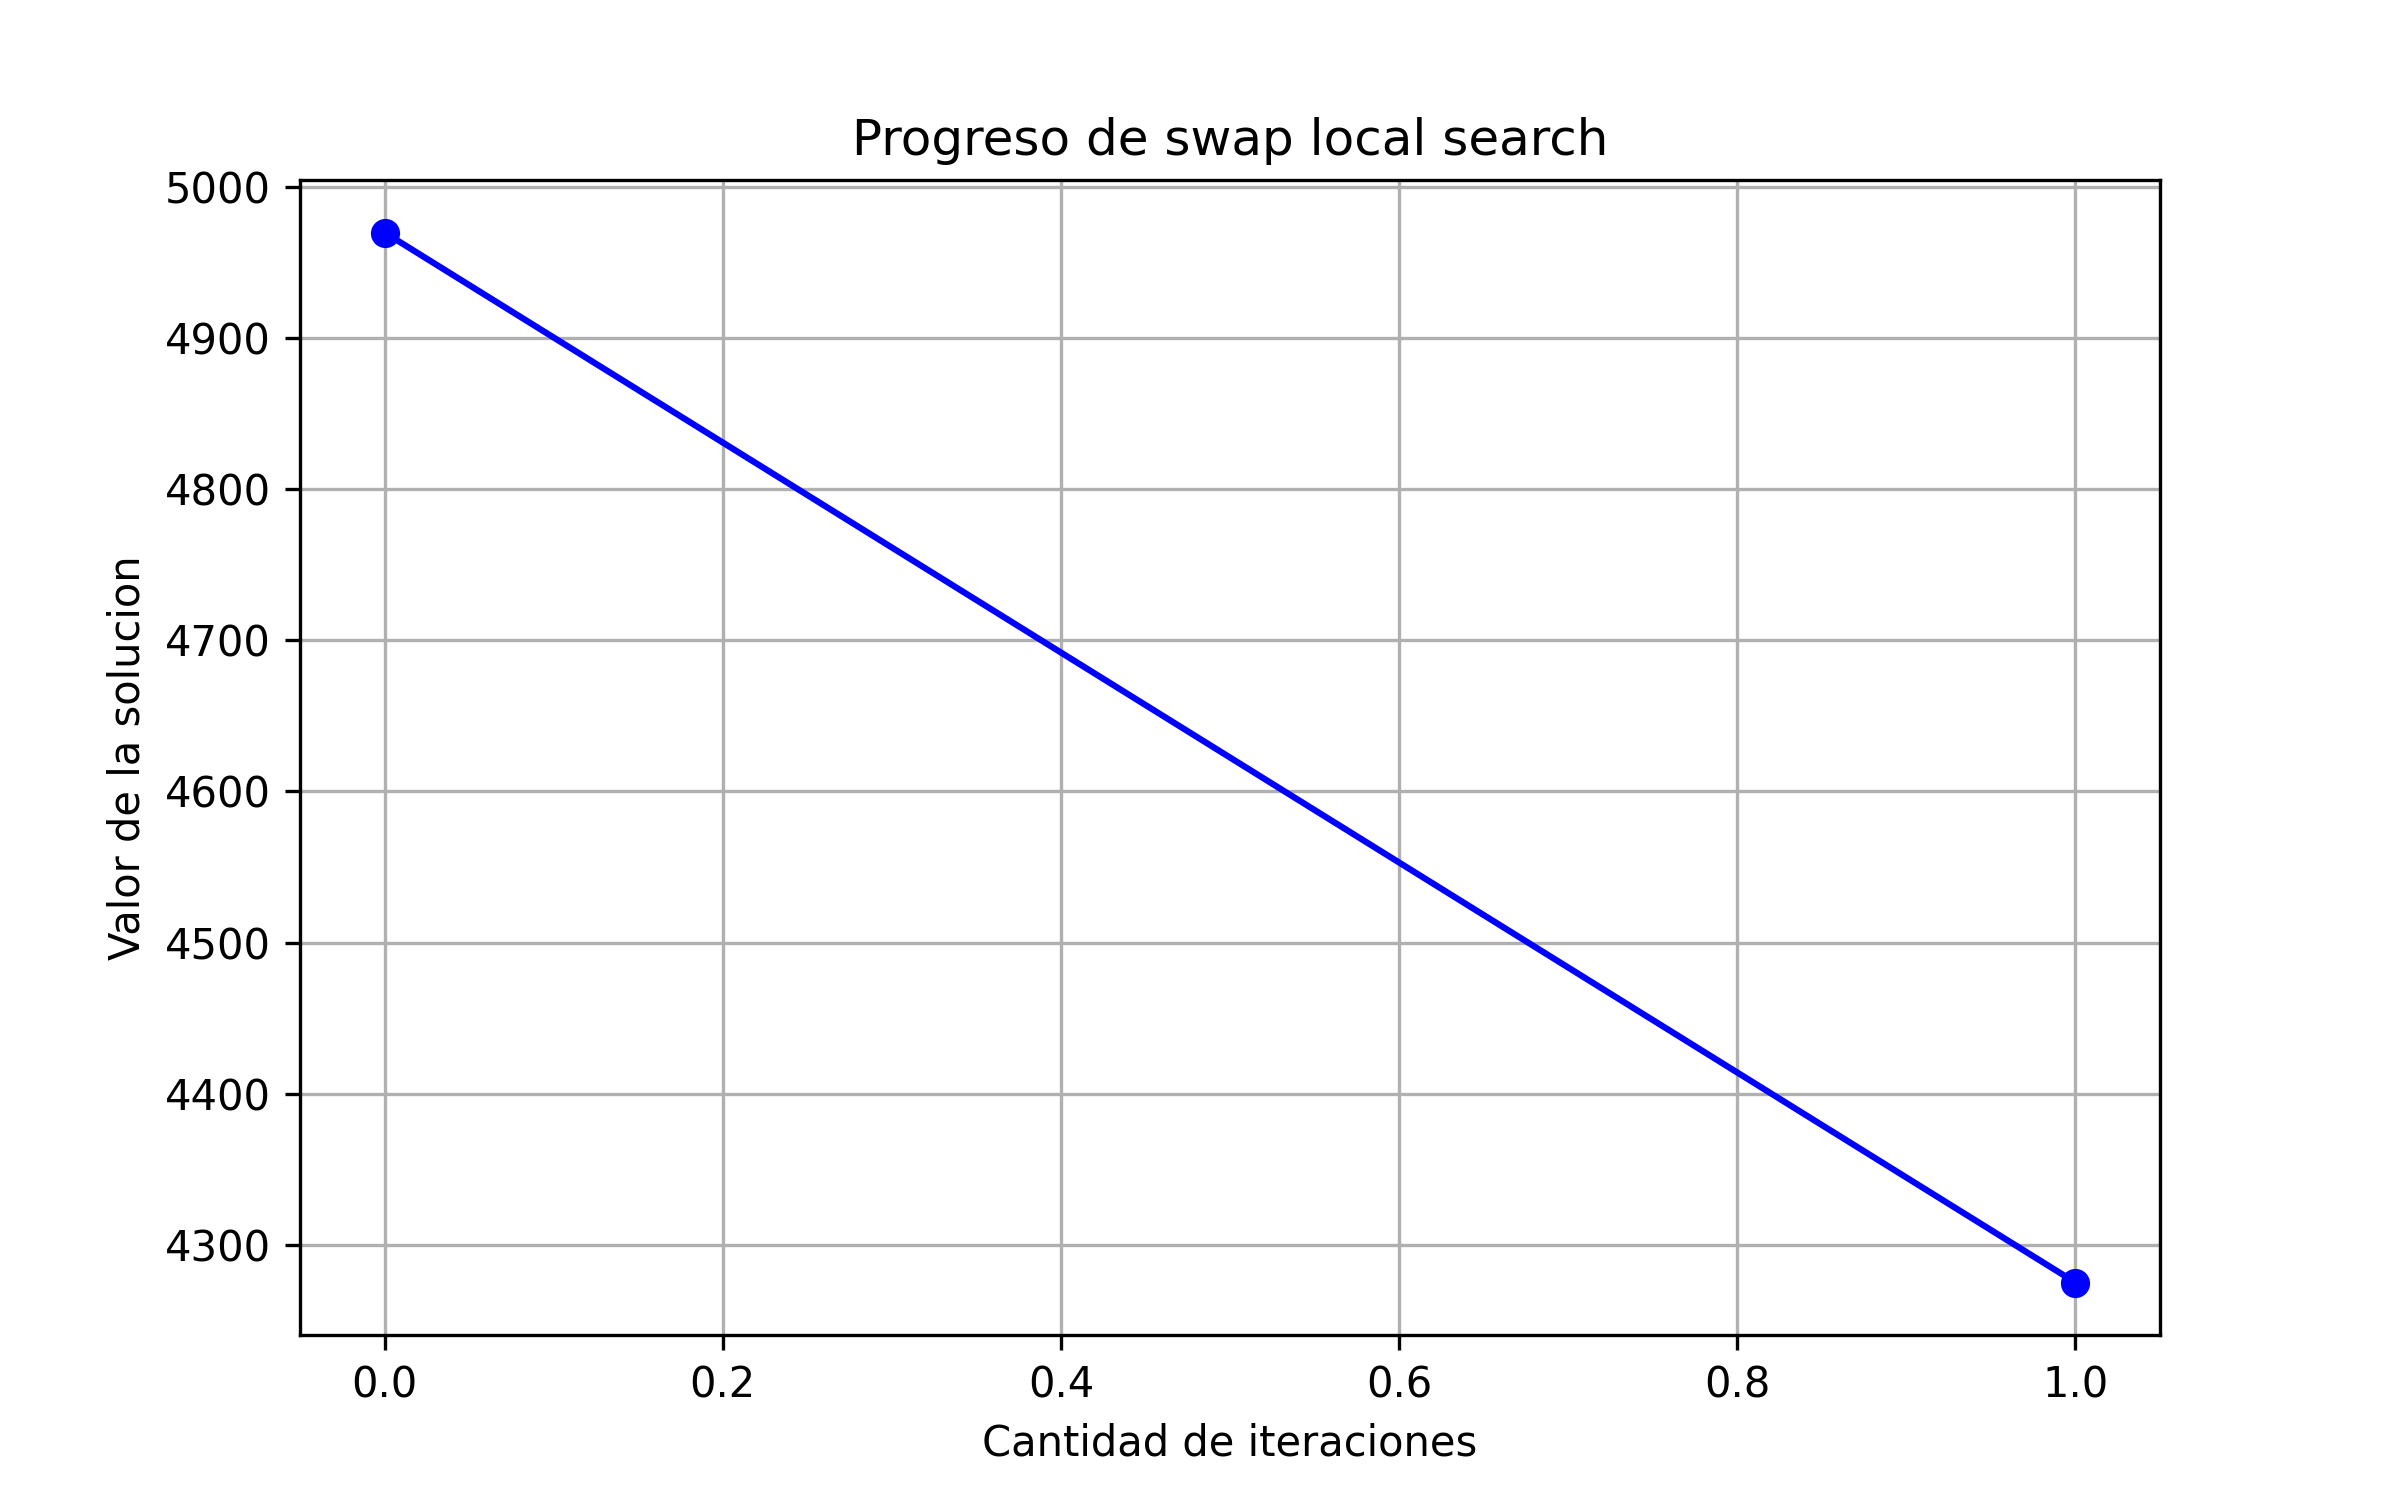 Progreso de swap local search
5000
4900
4800
4700
4600
4500
4400
4300
Valor de la solucion
0.0 0.2 0.4 0.6 0.8 1.0
Cantidad de iteraciones